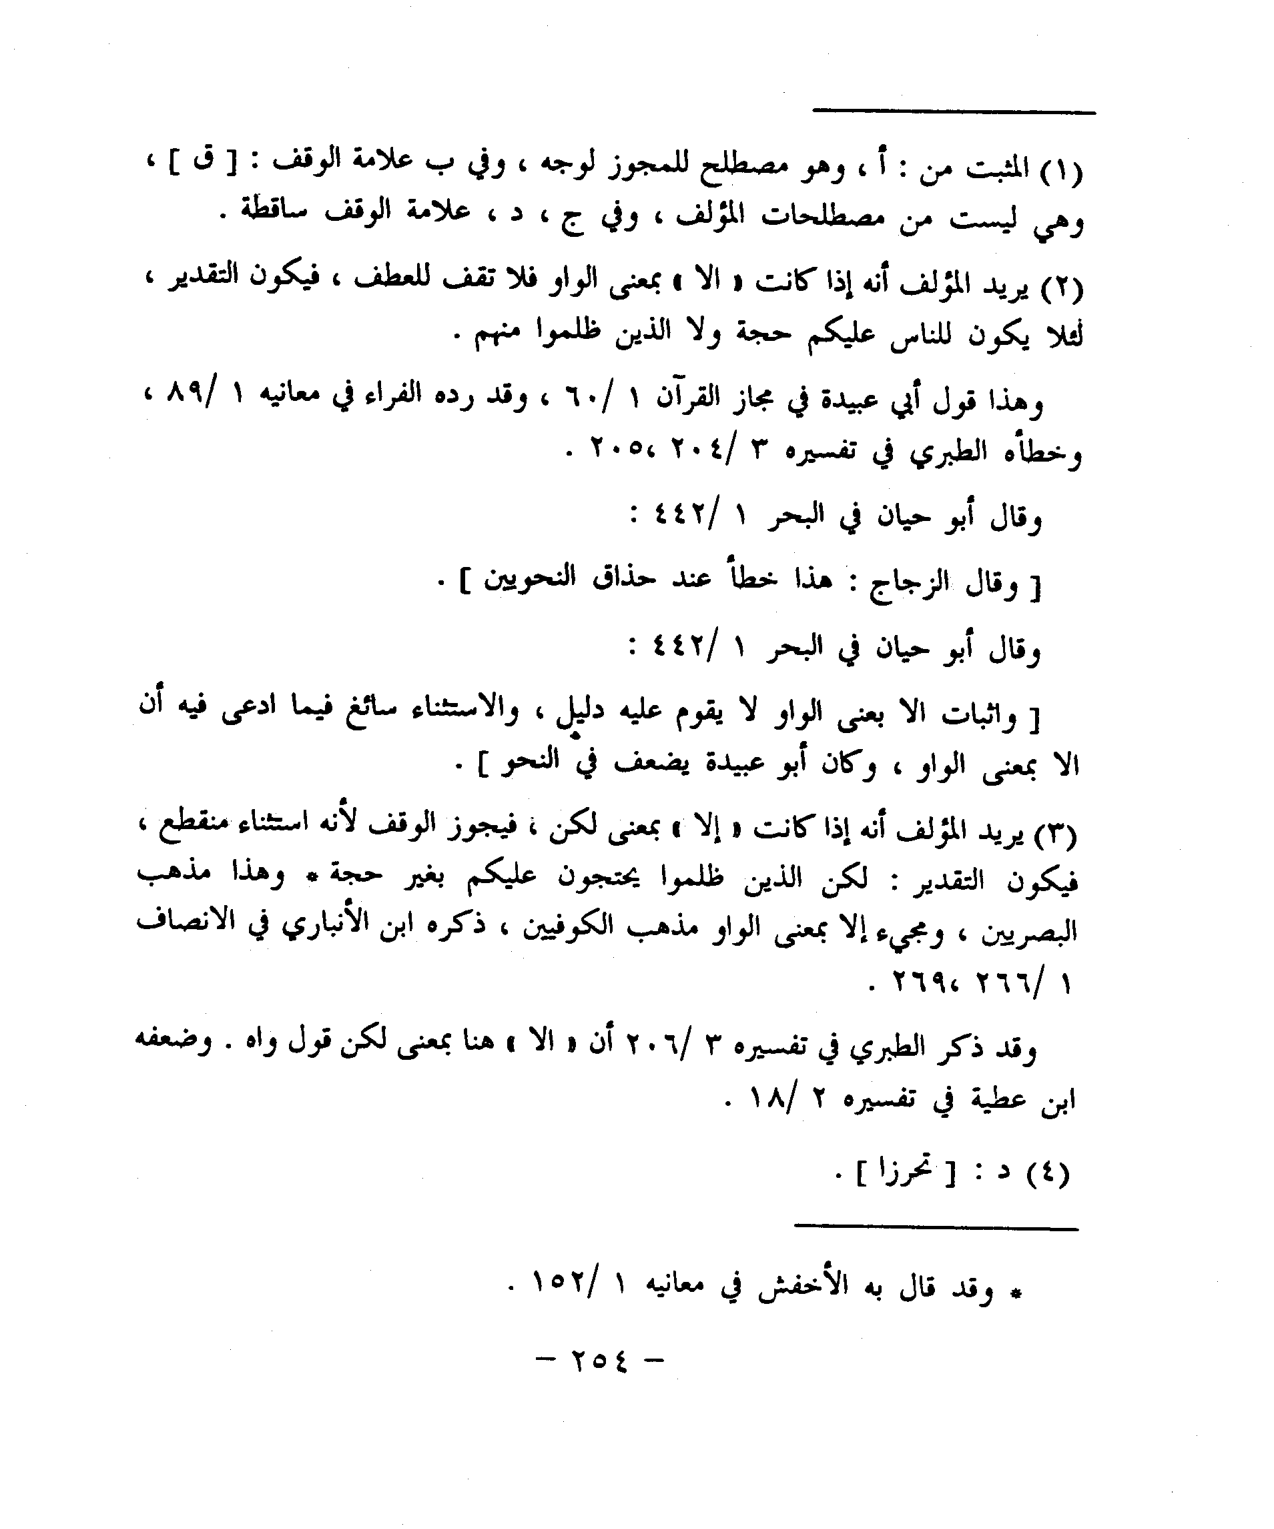 (١) المثبت من : أ ، وهو مصطلح للمجوز لوجه ، وفي ب علامة الوقف : [ ق ] ،
وهي ليست من مصطلحات المؤلف ، وفي ج ، د ، علامة الوقف ساقطة .
(٢) يريد المؤلف أنه إذا كانت « الا » بمعنى الواو فلا تقف للعطف ، فيكون التقدير ،
لئلا يكون للناس عليكم حجة ولا الذين ظلموا منهم .
وهذا قول أبي عبيدة في مجاز القرآن ١ /٦٠ ، وقد رده الفراء في معانيه ١ /٨٩ ،
وخطأه الطبري في تفسيره ٣ /٢٠٤ ،٢٠٥ .
وقال أبو حيان في البحر ١ /٤٤٢ :
[ وقال الزجاج : هذا خطأ عند حذاق النحويين ] .
وقال أبو حيان في البحر ١ /٤٤٢ :
[ واثبات الا بعنى الواو لا يقوم عليه دليل ، والاستثناء سائغ فيما ادعى فيه أن
الا بمعنى الواو ، وكان أبو عبيدة يضعف في النحو ] .
(٣) يريد المؤلف أنه إذا كانت « إلا » بمعنى لكن ، فيجوز الوقف لأنه استثناء منقطع ،
فيكون التقدير : لكن الذين ظلموا يحتجون عليكم بغير حجة * وهذا مذهب
البصريين ، ومجيء إلا بمعنى الواو مذهب الكوفيين ، ذكره ابن الأنباري في الانصاف
١ /٢٦٦ ،٢٦٩ .
وقد ذكر الطبري في تفسيره ٣ /٢٠٦ أن « الا » هنا بمعنى لكن قول واه . وضعفه
ابن عطية في تفسيره ٢ /١٨ .
(٤) د : [ تحرزا ] .
* وقد قال به الأخفش في معانيه ١ /١٥٢ .
– ٢٥٤ –